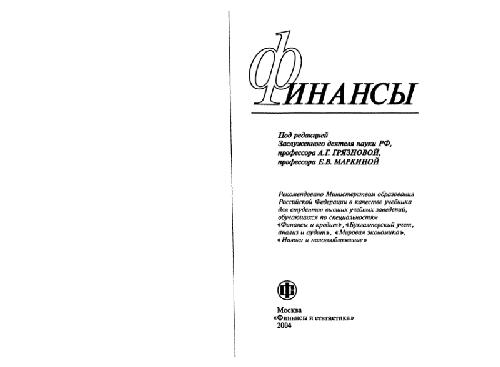 ФИНАНСЫ
Под редакцией
Заслуженного деятеля науки РФ,
профессора А.Г. ГРЯЗНОВОЙ,
профессора Е.В. МАРКИНОЙ
Рекомендовано Министерством образования
Российской Федерации в качестве учебника
для студентов высших учебных заведений,
обучающихся по специальностям
«Финансы и кредит», «Бухгалтерский учет,
анализ и аудит», «Мировая экономика»,
«Налоги и налогообложение»
Москва
«Финансы и статистика»
2004